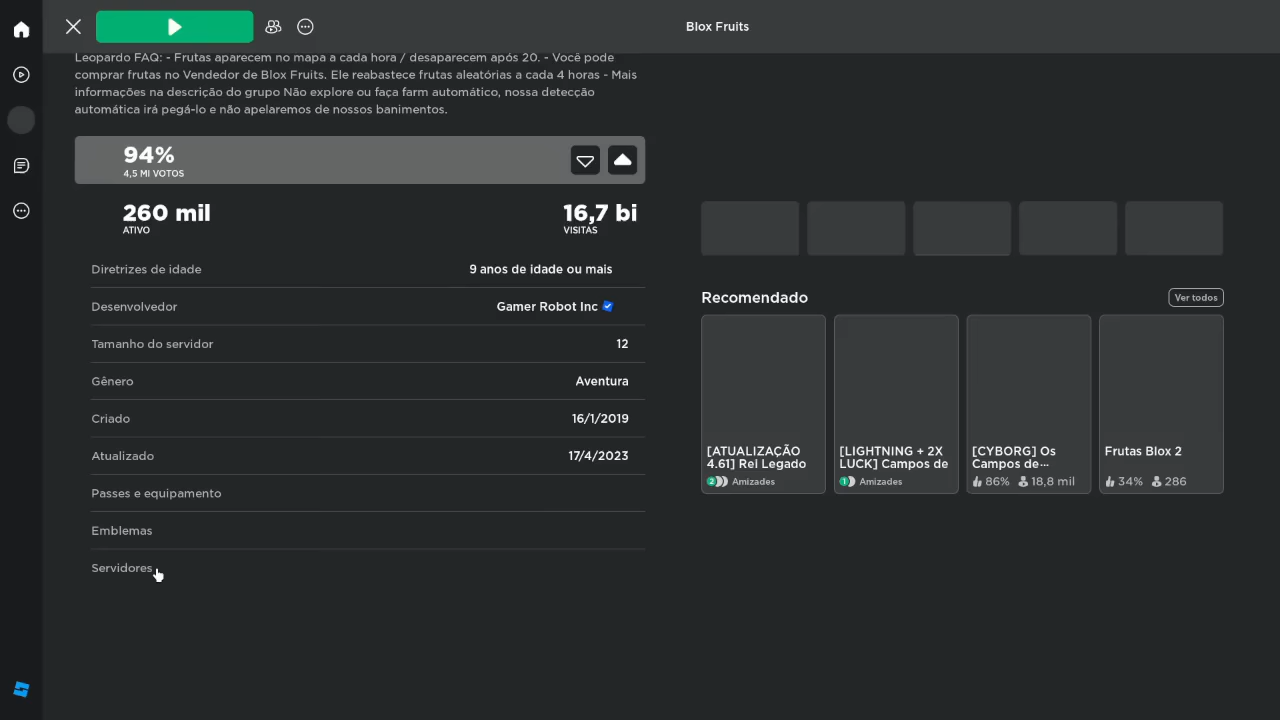 Blox Fruits
Leopardo FAQ: - Frutas aparecem no mapa a cada hora / desaparecem após 20. - Você pode
comprar frutas no Vendedor de Blox Fruits. Ele reabastece frutas aleatórias a cada 4 horas - Mais
informações na descrição do grupo Não explore ou faça farm automático, nossa detecção
automática irá pegá-lo e não apelaremos de nossos banimentos.
94%
4,5 MI VOTOS
260 mil
ATIVO
16,7 bi
VISITAS
Diretrizes de idade 9 anos de idade ou mais
Desenvolvedor Gamer Robot Inc
Tamanho do servidor 12
Gênero Aventura
Criado 16/1/2019
Atualizado 17/4/2023
Passes e equipamento
Emblemas
Servidores
Recomendado Ver todos
[ATUALIZAÇÃO
4.61] Rei Legado
2 Amizades
[LIGHTNING + 2X
LUCK] Campos de
1 Amizades
[CYBORG] Os
Campos de...
86% 18,8 mil
Frutas Blox 2
34% 286